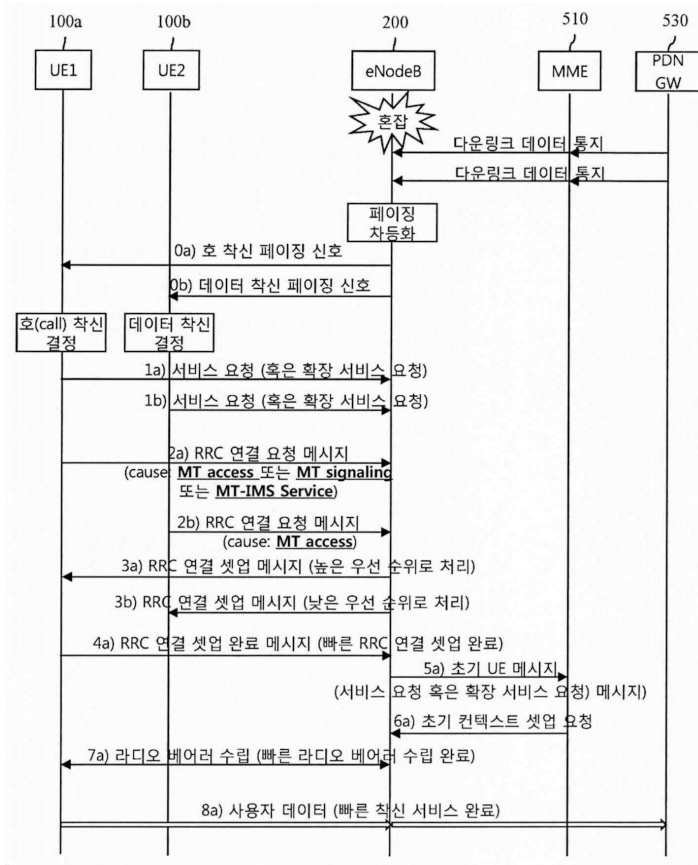 100a 100b 200 510 530
UE1 UE2 eNodeB MME PDN
GW
혼잡
다운링크 데이터 통지
다운링크 데이터 통지
페이징
차등화
0a) 호 착신 페이징 신호
0b) 데이터 착신 페이징 신호
호(call) 착신
결정
데이터 착신
결정
1a) 서비스 요청 (혹은 확장 서비스 요청)
1b) 서비스 요청 (혹은 확장 서비스 요청)
2a) RRC 연결 요청 메시지
(cause: MT access 또는 MT signaling
또는 MT-IMS Service)
2b) RRC 연결 요청 메시지
(cause: MT access)
3a) RRC 연결 셋업 메시지 (높은 우선 순위로 처리)
3b) RRC 연결 셋업 메시지 (낮은 우선 순위로 처리)
4a) RRC 연결 셋업 완료 메시지 (빠른 RRC 연결 셋업 완료)
5a) 초기 UE 메시지
(서비스 요청 혹은 확장 서비스 요청) 메시지)
6a) 초기 컨텍스트 셋업 요청
7a) 라디오 베어러 수립 (빠른 라디오 베어러 수립 완료)
8a) 사용자 데이터 (빠른 착신 서비스 완료)